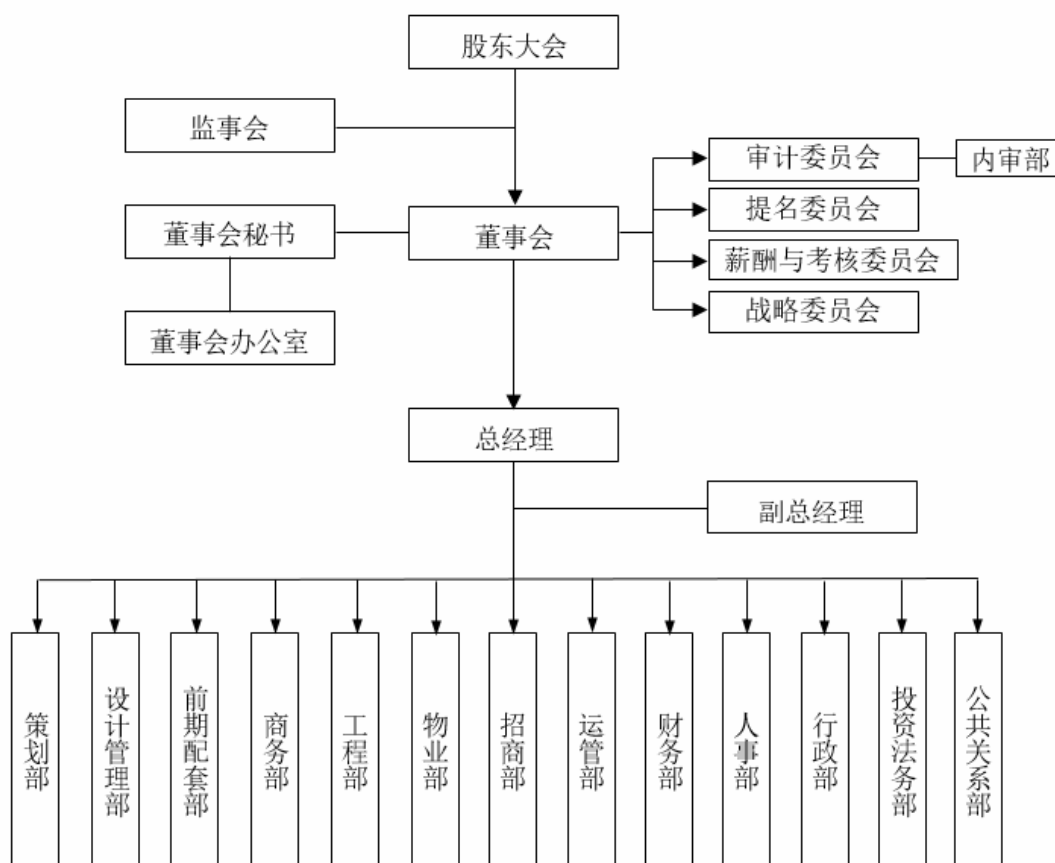 股东大会
监事会
审计委员会
内审部
提名委员会
董事会秘书
董事会
薪酬与考核委员会
战略委员会
董事会办公室
总经理
副总经理
策划部
设计管理部
前期配套部
商务部
工程部
物业部
招商部
运管部
财务部
人事部
行政部
投资法务部
公共关系部